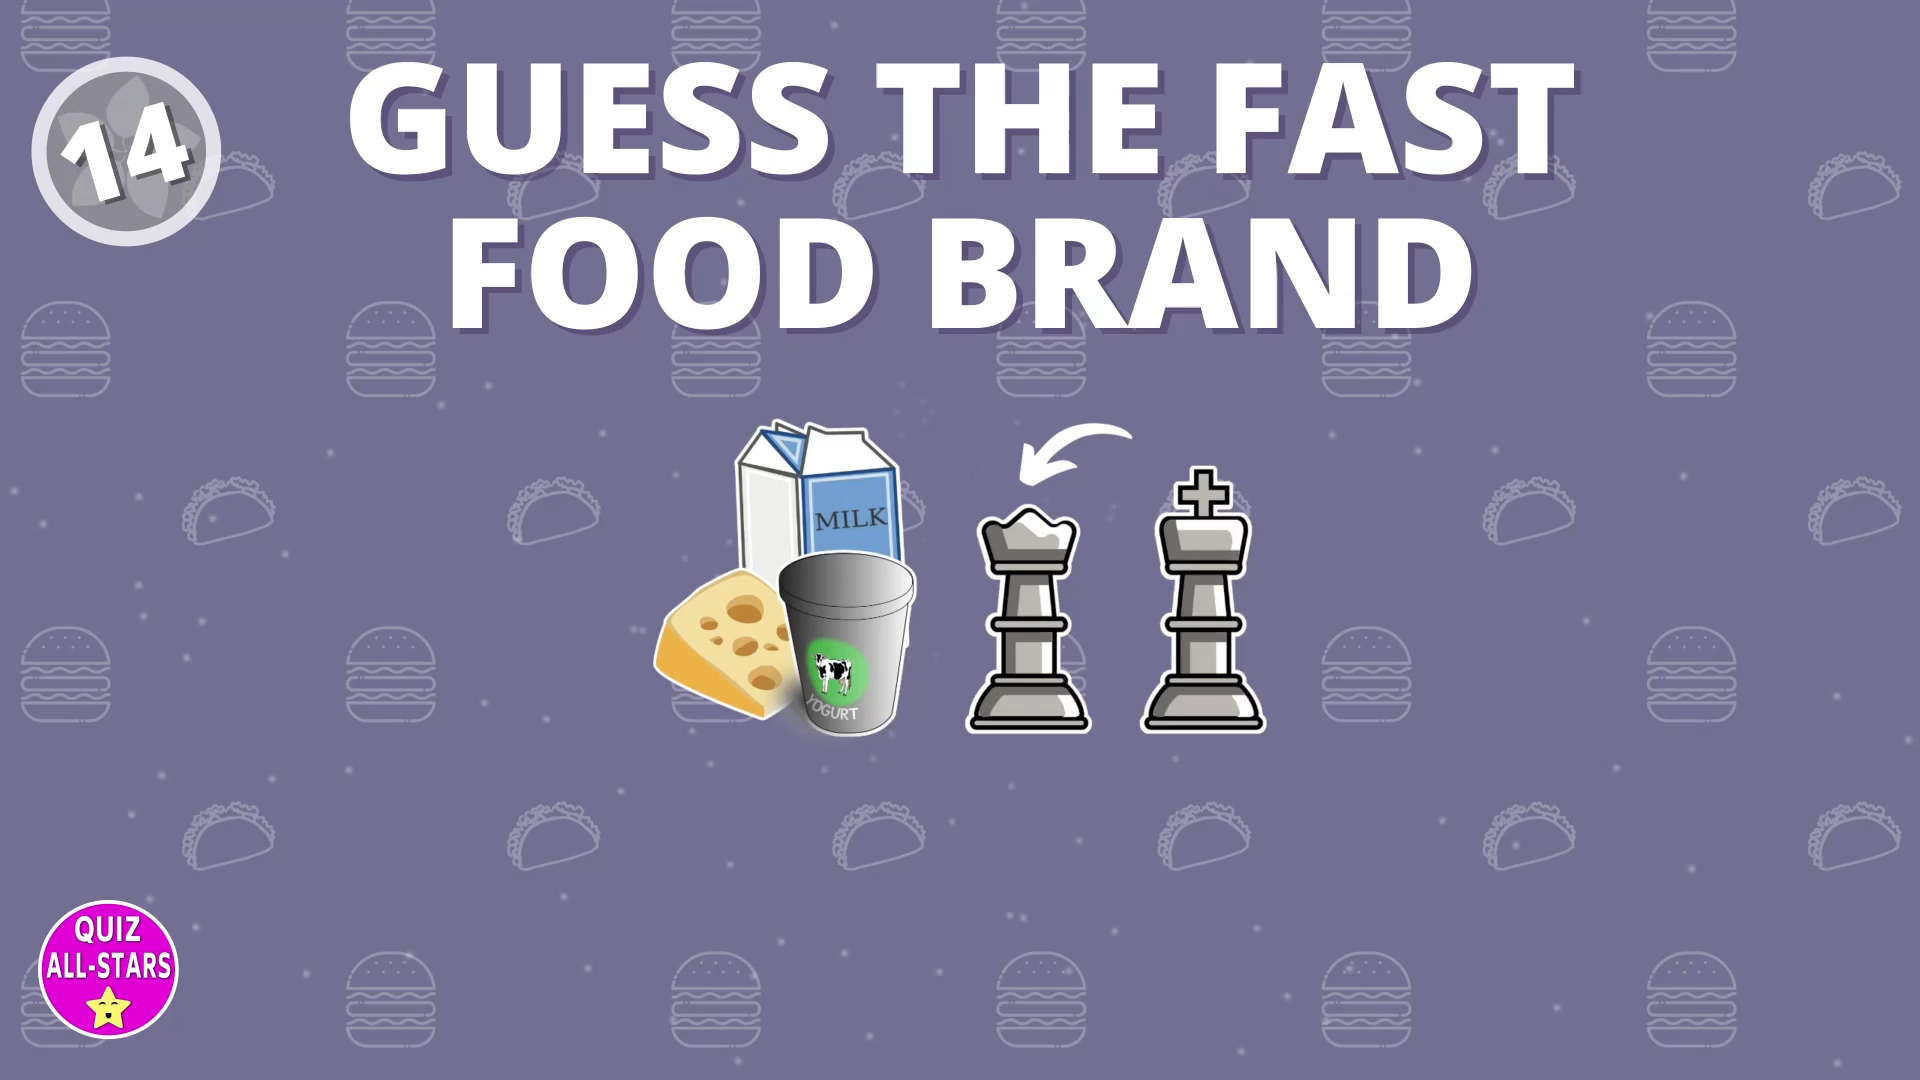 14
GUESS THE FAST
FOOD BRAND
MILK
YOGURT
QUIZ
ALL-STARS